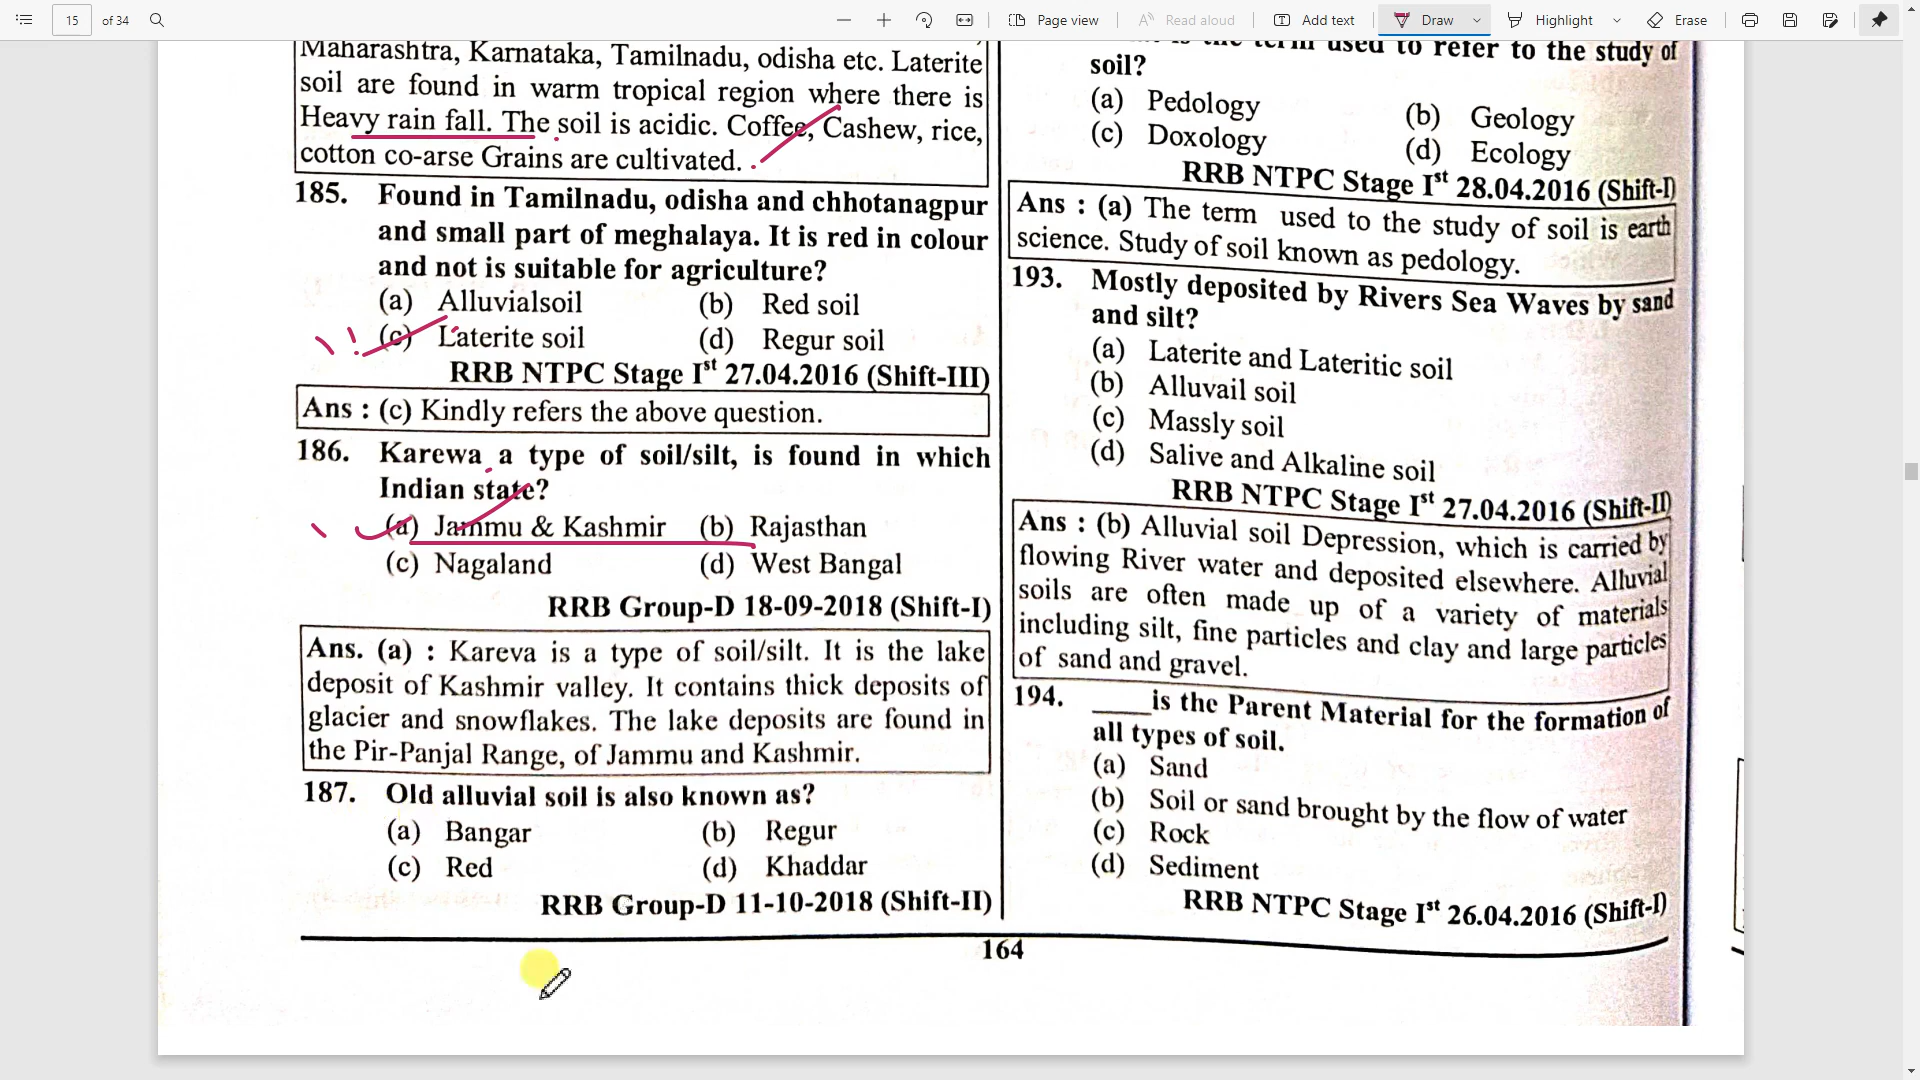 15 of 34 Page view Read aloud Add text Draw Highlight Erase
Maharashtra, Karnataka, Tamilnadu, odisha etc. Laterite
soil are found in warm tropical region where there is
Heavy rain fall. The soil is acidic. Coffee, Cashew, rice,
cotton co-arse Grains are cultivated.
185. Found in Tamilnadu, odisha and chhotanagpur
and small part of meghalaya. It is red in colour
and not is suitable for agriculture?
(a) Alluvialsoil (b) Red soil
(c) Laterite soil (d) Regur soil
RRB NTPC Stage Ist 27.04.2016 (Shift-III)
Ans : (c) Kindly refers the above question.
186. Karewa a type of soil/silt, is found in which
Indian state?
(a) Jammu & Kashmir (b) Rajasthan
(c) Nagaland (d) West Bangal
RRB Group-D 18-09-2018 (Shift-I)
Ans. (a) : Kareva is a type of soil/silt. It is the lake
deposit of Kashmir valley. It contains thick deposits of
glacier and snowflakes. The lake deposits are found in
the Pir-Panjal Range, of Jammu and Kashmir.
187. Old alluvial soil is also known as?
(a) Bangar (b) Regur
(c) Red (d) Khaddar
RRB Group-D 11-10-2018 (Shift-II)
the term used to refer to the study of
soil?
(a) Pedology (b) Geology
(c) Doxology (d) Ecology
RRB NTPC Stage Ist 28.04.2016 (Shift-I)
Ans : (a) The term used to the study of soil is earth
science. Study of soil known as pedology.
193. Mostly deposited by Rivers Sea Waves by sand
and silt?
(a) Laterite and Lateritic soil
(b) Alluvail soil
(c) Massly soil
(d) Salive and Alkaline soil
RRB NTPC Stage Ist 27.04.2016 (Shift-II)
Ans : (b) Alluvial soil Depression, which is carried by
flowing River water and deposited elsewhere. Alluvial
soils are often made up of a variety of materials
including silt, fine particles and clay and large particles
of sand and gravel.
194. ____is the Parent Material for the formation of
all types of soil.
(a) Sand
(b) Soil or sand brought by the flow of water
(c) Rock
(d) Sediment
RRB NTPC Stage Ist 26.04.2016 (Shift-I)
164